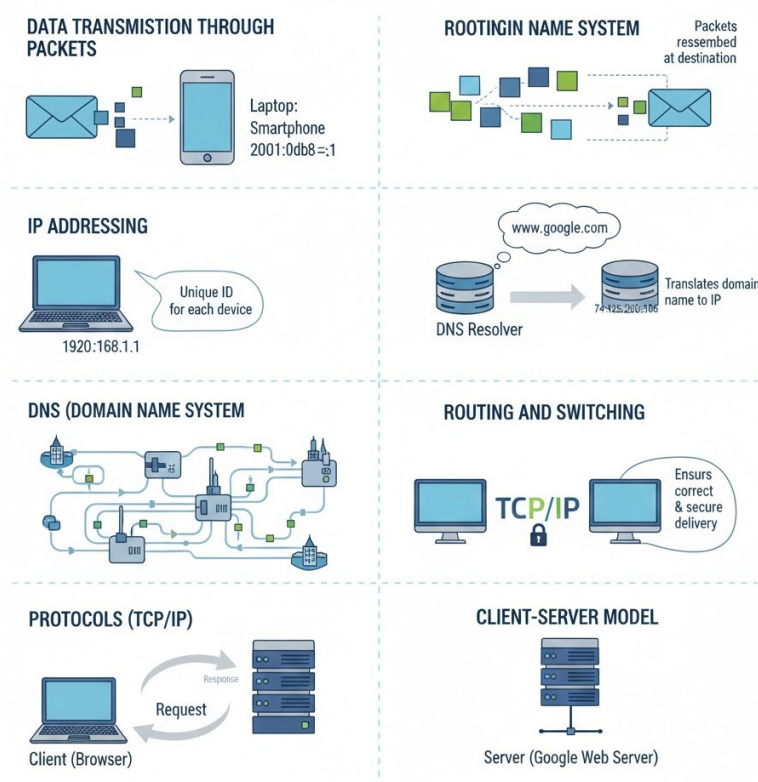 DATA TRANSMISTION THROUGH
PACKETS
Laptop:
Smartphone
2001:0db8=:1
ROOTINGIN NAME SYSTEM
Packets
ressembed
at destination
IP ADDRESSING
Unique ID
for each device
1920:168.1.1
www.google.com
DNS Resolver
Translates domain
name to IP
DNS (DOMAIN NAME SYSTEM
ROUTING AND SWITCHING
TCP/IP
Ensurs
correct
& secure
delivery
PROTOCOLS (TCP/IP)
Response
Request
Client (Browser)
CLIENT-SERVER MODEL
Server (Google Web Server)